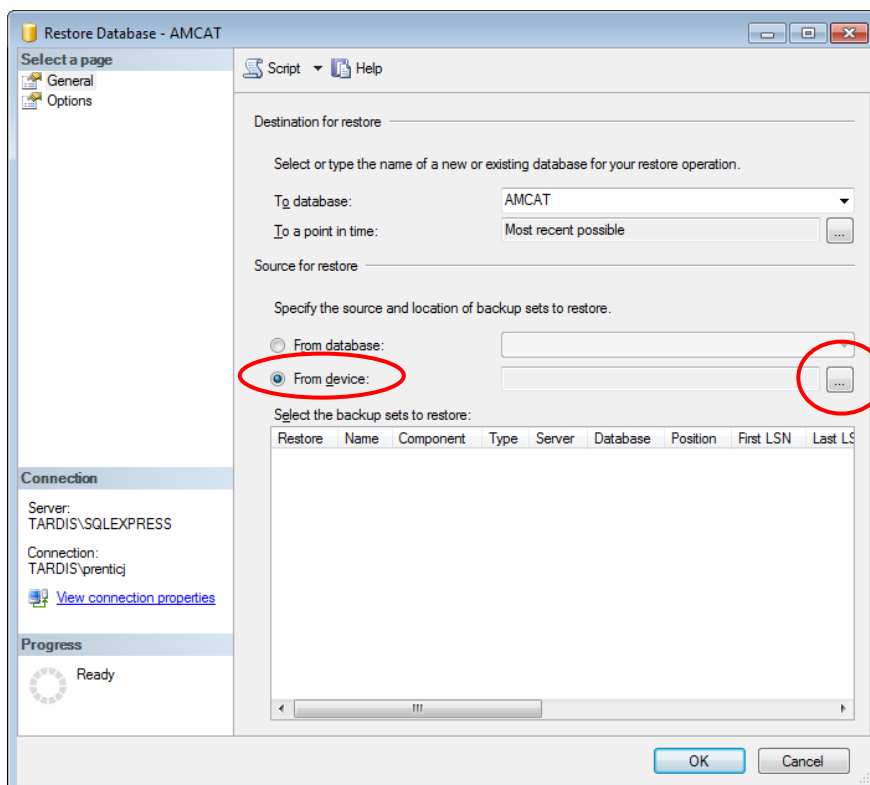 Restore Database - AMCAT
Select a page
General
Options
Script Help
Destination for restore
Select or type the name of a new or existing database for your restore operation.
To database: AMCAT
To a point in time: Most recent possible ...
Source for restore
Specify the source and location of backup sets to restore.
From database:
From device: ...
Select the backup sets to restore:
Restore Name Component Type Server Database Position First LSN Last LS
Connection
Server:
TARDIS\SQLEXPRESS
Connection:
TARDIS\prenticj
View connection properties
Progress
Ready
OK Cancel